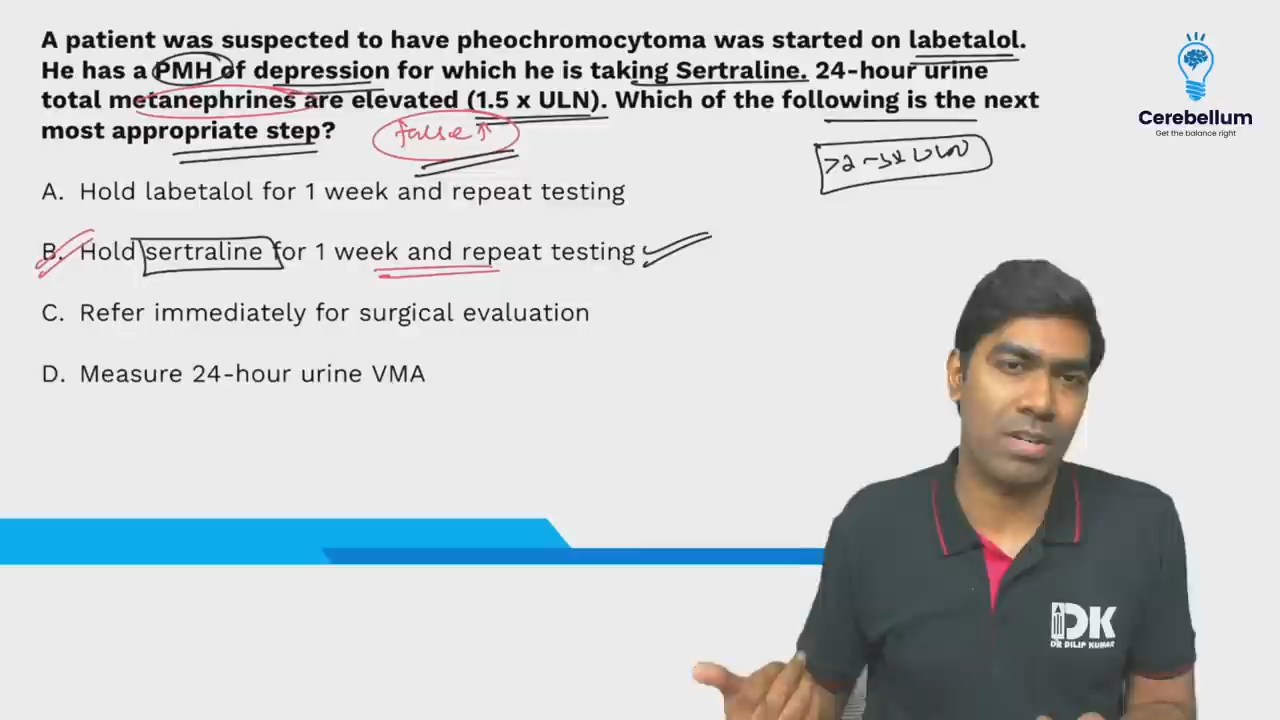 A patient was suspected to have pheochromocytoma was started on labetalol.
He has a PMH of depression for which he is taking Sertraline. 24-hour urine
total metanephrines are elevated (1.5 x ULN). Which of the following is the next
most appropriate step?
false ↑
>2-3x ULN
A. Hold labetalol for 1 week and repeat testing
B. Hold sertraline for 1 week and repeat testing
C. Refer immediately for surgical evaluation
D. Measure 24-hour urine VMA
Cerebellum
Get the balance right
DK
DR DILIP KUMAR